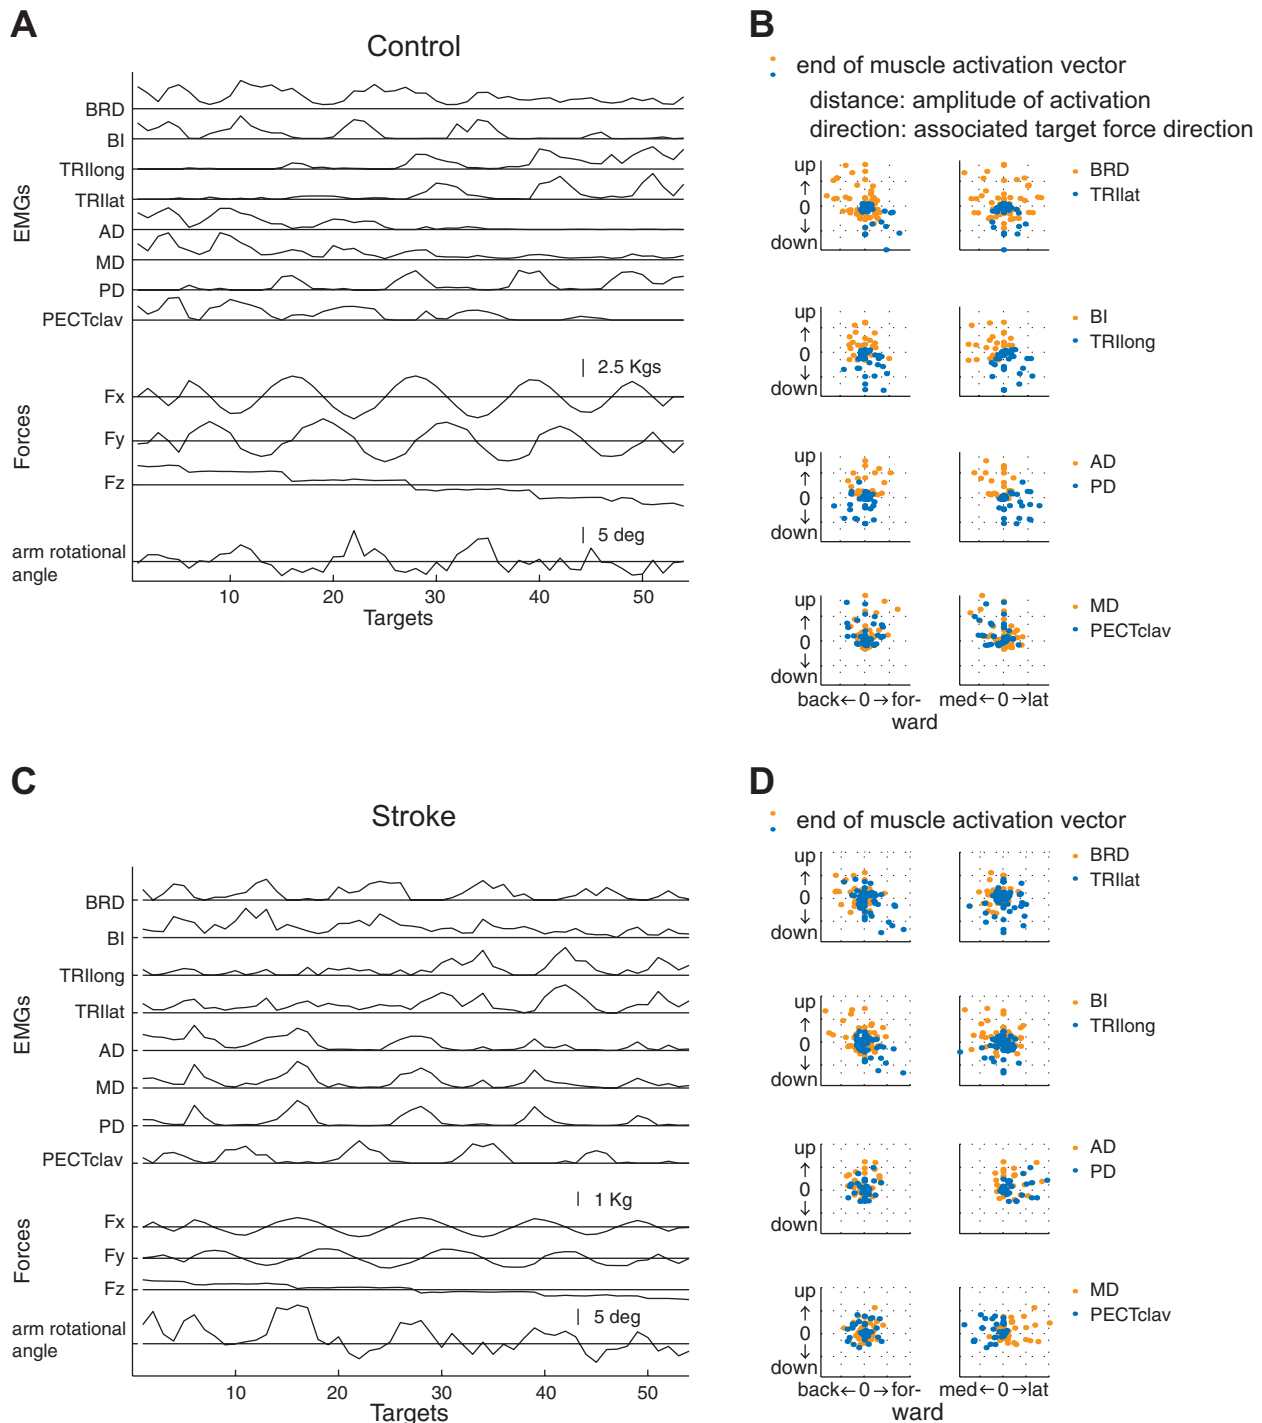 A
Control
EMGs
BRD
BI
TRIlong
TRIlat
AD
MD
PD
PECTclav
Forces
2.5 Kgs
Fx
Fy
Fz
5 deg
arm rotational
angle
10 20 30 40 50
Targets
B
end of muscle activation vector
distance: amplitude of activation
direction: associated target force direction
up
↑
0
↓
down
BRD
TRIlat
up
↑
0
↓
down
BI
TRIlong
up
↑
0
↓
down
AD
PD
up
↑
0
↓
down
MD
PECTclav
back←0→for-
ward
med←0→lat
C
Stroke
EMGs
BRD
BI
TRIlong
TRIlat
AD
MD
PD
PECTclav
Forces
1 Kg
Fx
Fy
Fz
5 deg
arm rotational
angle
10 20 30 40 50
Targets
D
end of muscle activation vector
up
↑
0
↓
down
BRD
TRIlat
up
↑
0
↓
down
BI
TRIlong
up
↑
0
↓
down
AD
PD
up
↑
0
↓
down
MD
PECTclav
back←0→for-
ward
med←0→lat